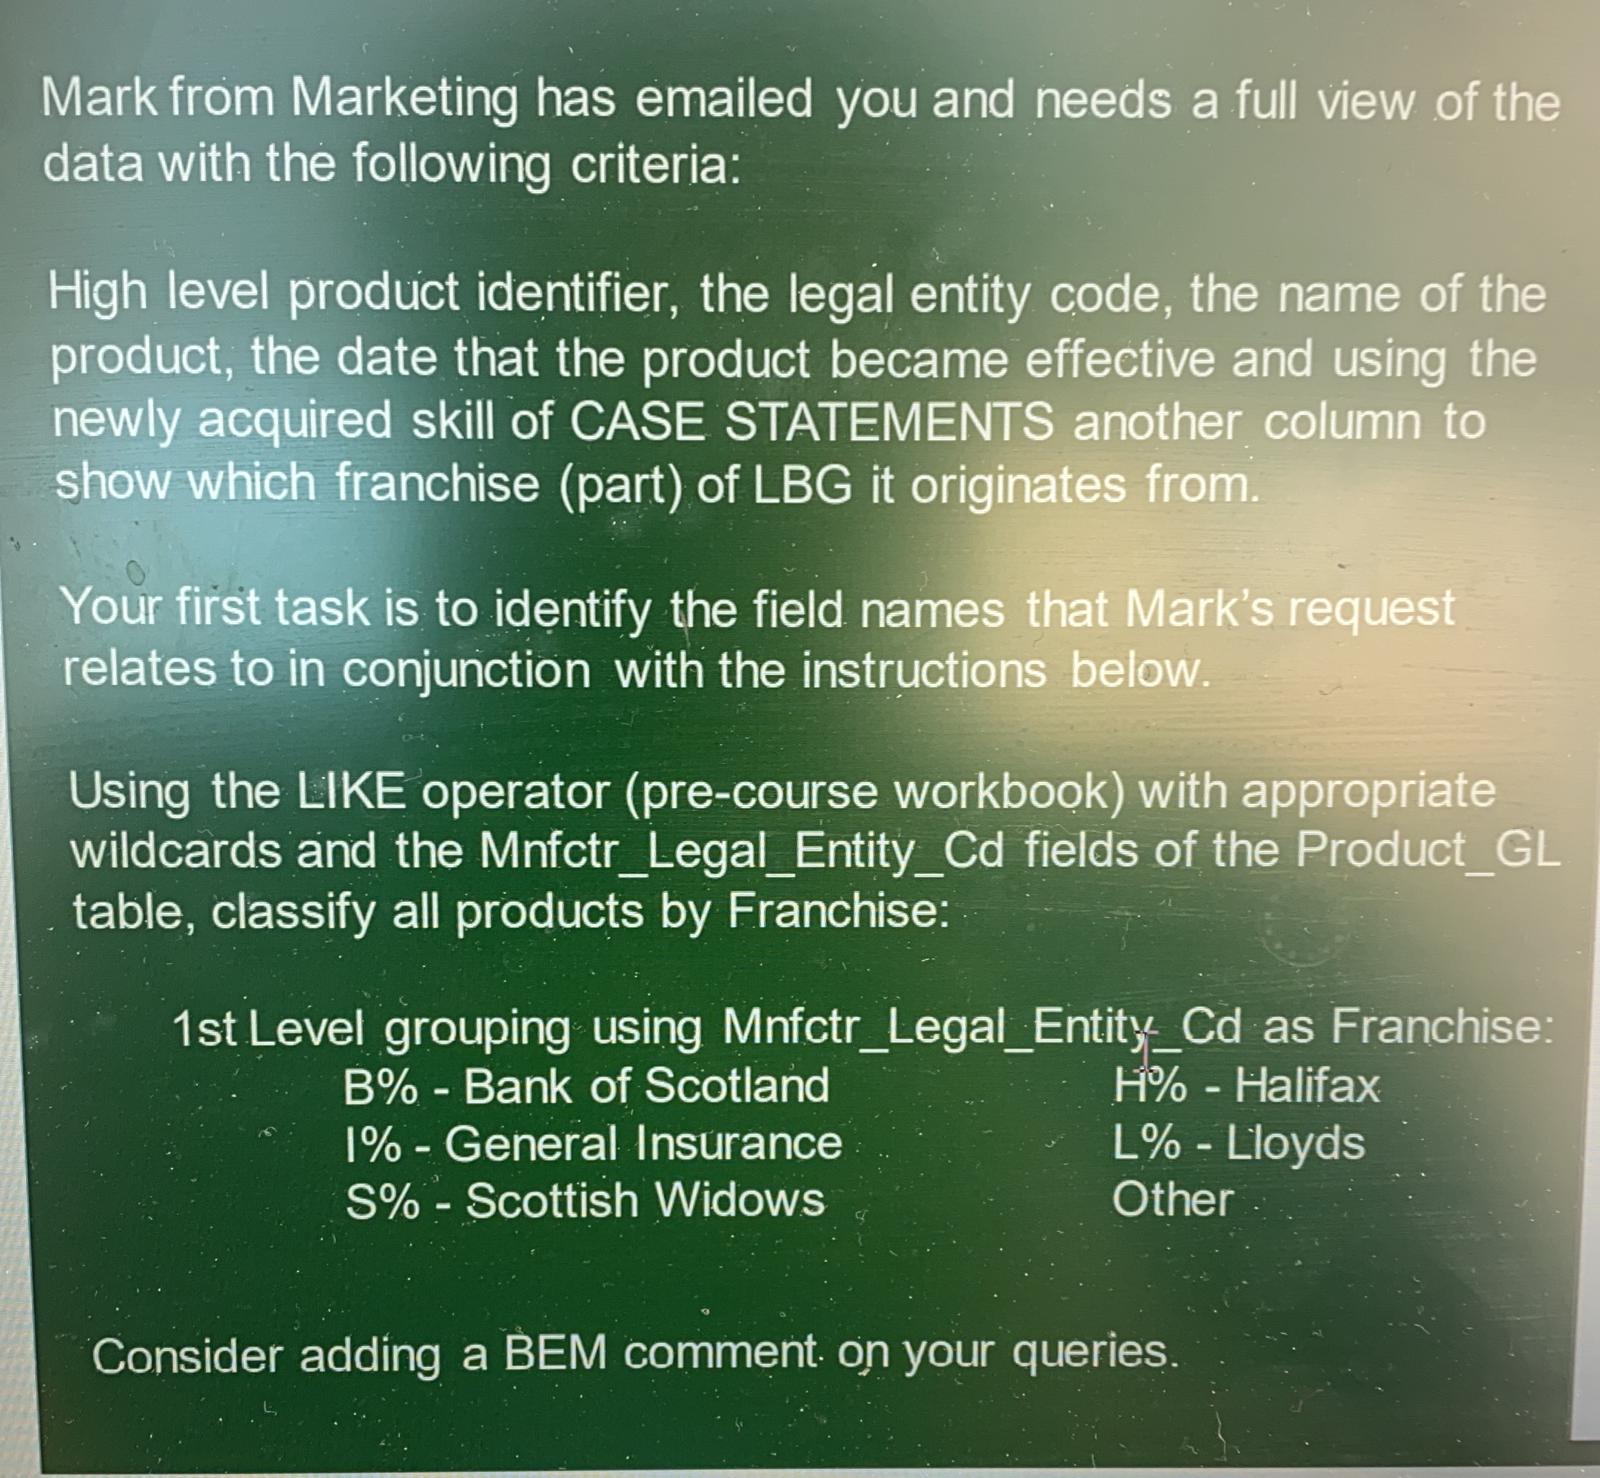 Mark from Marketing has emailed you and needs a full view of the
data with the following criteria:
High level product identifier, the legal entity code, the name of the
product, the date that the product became effective and using the
newly acquired skill of CASE STATEMENTS another column to
show which franchise (part) of LBG it originates from.
Your first task is to identify the field names that Mark's request
relates to in conjunction with the instructions below.
Using the LIKE operator (pre-course workbook) with appropriate
wildcards and the Mnfctr_Legal_Entity_Cd fields of the Product_GL
table, classify all products by Franchise:
1st Level grouping using Mnfctr_Legal_Entity_Cd as Franchise:
B% - Bank of Scotland H% - Halifax
I% - General Insurance L% - Lloyds
S% - Scottish Widows Other
Consider adding a BEM comment on your queries.